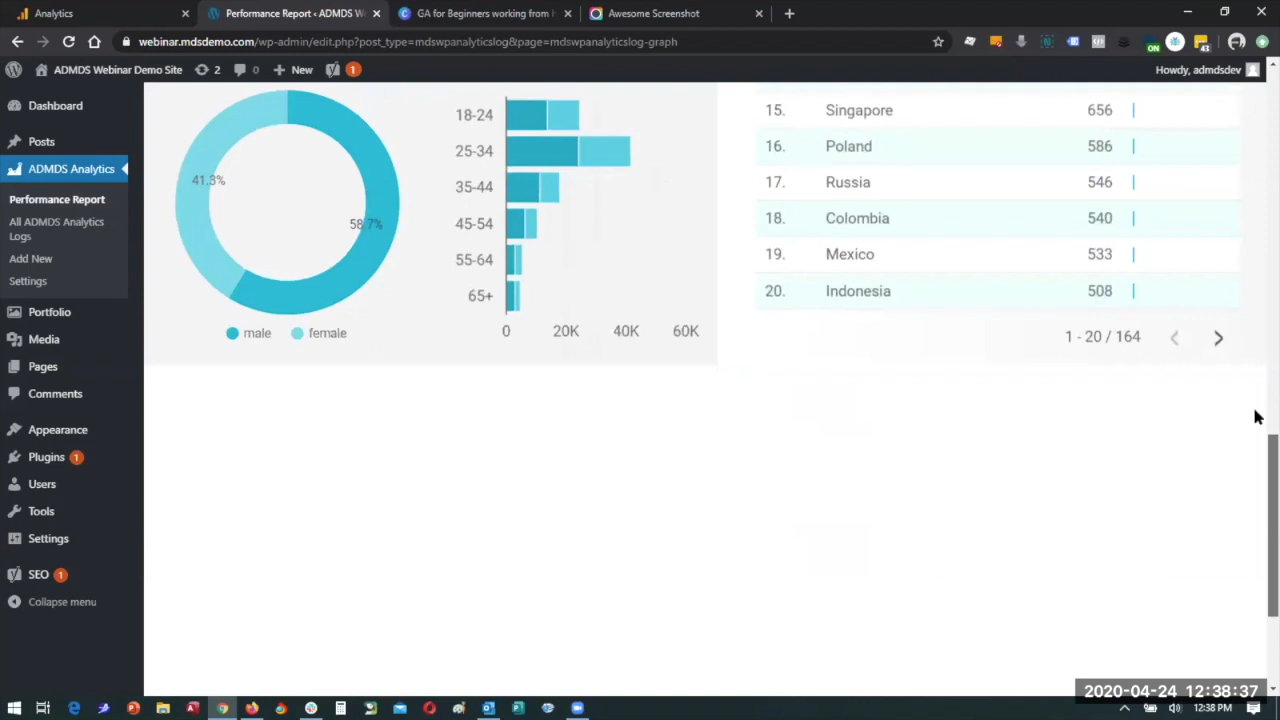 Analytics
Performance Report ‹ ADMDS W
GA for Beginners working from H
Awesome Screenshot
webinar.mdsdemo.com/wp-admin/edit.php?post_type=mdswpanalyticslog&page=mdswpanalyticslog-graph
ON
43
ADMDS Webinar Demo Site
2
0
New
1
Howdy, admdsdev
Dashboard
Posts
ADMDS Analytics
Performance Report
All ADMDS Analytics
Logs
Add New
Settings
Portfolio
Media
Pages
Comments
Appearance
Plugins 1
Users
Tools
Settings
SEO 1
Collapse menu
41.3%
58.7%
male
female
18-24
25-34
35-44
45-54
55-64
65+
0 20K 40K 60K
15. Singapore 656
16. Poland 586
17. Russia 546
18. Colombia 540
19. Mexico 533
20. Indonesia 508
1 - 20 / 164
2020-04-24 12:38:37
12:38 PM